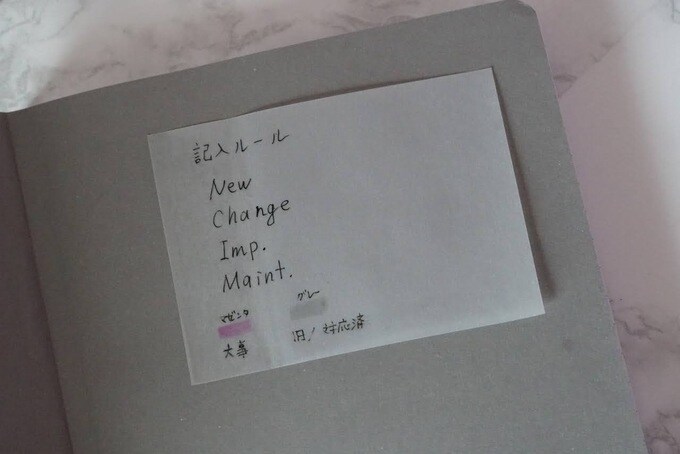 記入ルール
New
Change
Imp.
Maint.
マゼンタ グレー
大事 旧/対応済